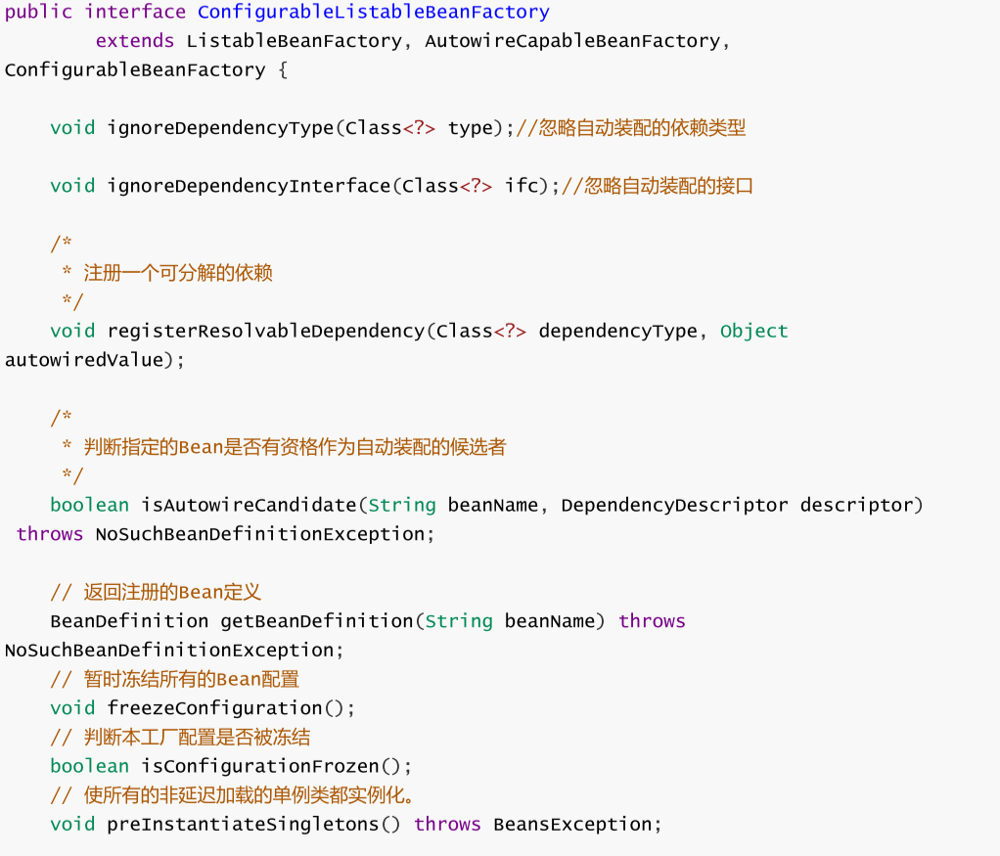 public interface ConfigurableListableBeanFactory
        extends ListableBeanFactory, AutowireCapableBeanFactory,
ConfigurableBeanFactory {

    void ignoreDependencyType(Class<?> type);//忽略自动装配的依赖类型

    void ignoreDependencyInterface(Class<?> ifc);//忽略自动装配的接口

    /*
     * 注册一个可分解的依赖
     */
    void registerResolvableDependency(Class<?> dependencyType, Object
autowiredValue);

    /*
     * 判断指定的Bean是否有资格作为自动装配的候选者
     */
    boolean isAutowireCandidate(String beanName, DependencyDescriptor descriptor)
 throws NoSuchBeanDefinitionException;

    // 返回注册的Bean定义
    BeanDefinition getBeanDefinition(String beanName) throws
NoSuchBeanDefinitionException;
    // 暂时冻结所有的Bean配置
    void freezeConfiguration();
    // 判断本工厂配置是否被冻结
    boolean isConfigurationFrozen();
    // 使所有的非延迟加载的单例类都实例化。
    void preInstantiateSingletons() throws BeansException;